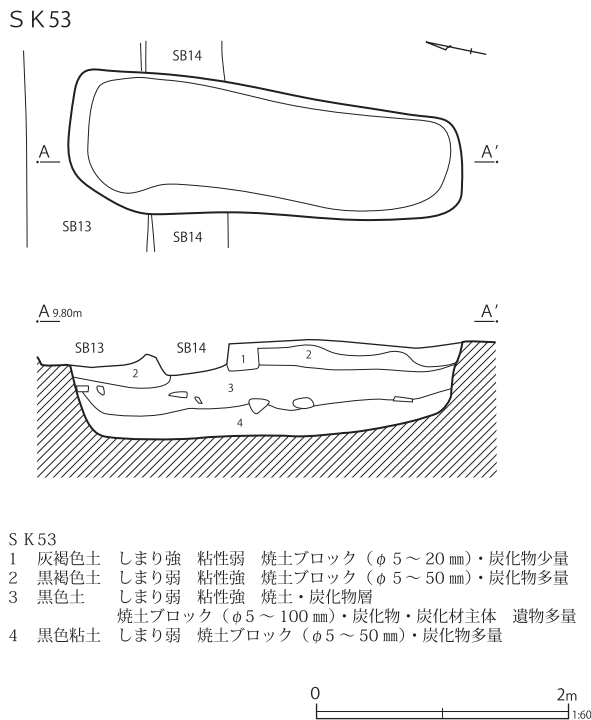 ＳＫ53
SB14
A A′
SB13
SB14
A 9.80m A′
SB13 SB14
1 2
2
3
4
ＳＫ53
1 灰褐色土 しまり強 粘性弱 焼土ブロック（φ５～20㎜）・炭化物少量
2 黒褐色土 しまり弱 粘性強 焼土ブロック（φ５～50㎜）・炭化物多量
3 黒色土 しまり弱 粘性強 焼土・炭化物層
焼土ブロック（φ５～100㎜）・炭化物・炭化材主体 遺物多量
4 黒色粘土 しまり弱 焼土ブロック（φ５～50㎜）・炭化物多量
0 2m
1:60